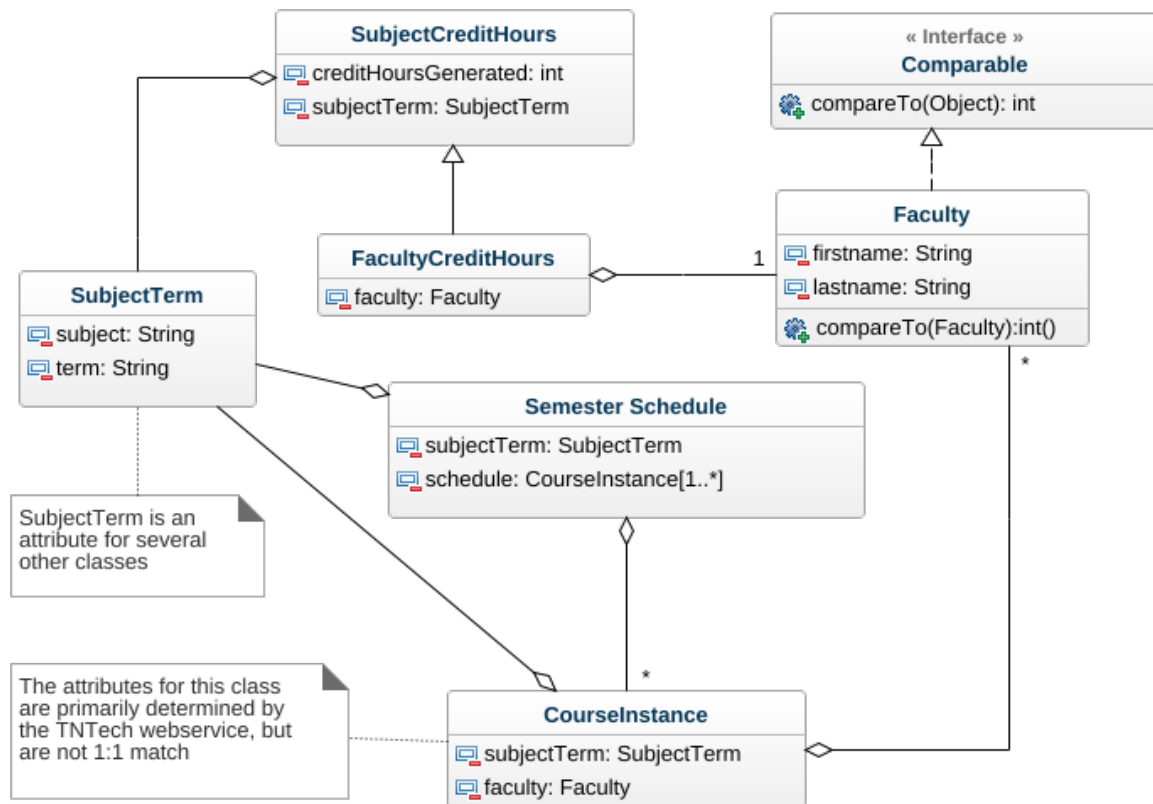 SubjectCreditHours
creditHoursGenerated: int
subjectTerm: SubjectTerm
« Interface »
Comparable
compareTo(Object): int
Faculty
firstname: String
lastname: String
compareTo(Faculty):int()
FacultyCreditHours
faculty: Faculty
1
*
SubjectTerm
subject: String
term: String
Semester Schedule
subjectTerm: SubjectTerm
schedule: CourseInstance[1..*]
SubjectTerm is an
attribute for several
other classes
*
The attributes for this class
are primarily determined by
the TNTech webservice, but
are not 1:1 match
CourseInstance
subjectTerm: SubjectTerm
faculty: Faculty